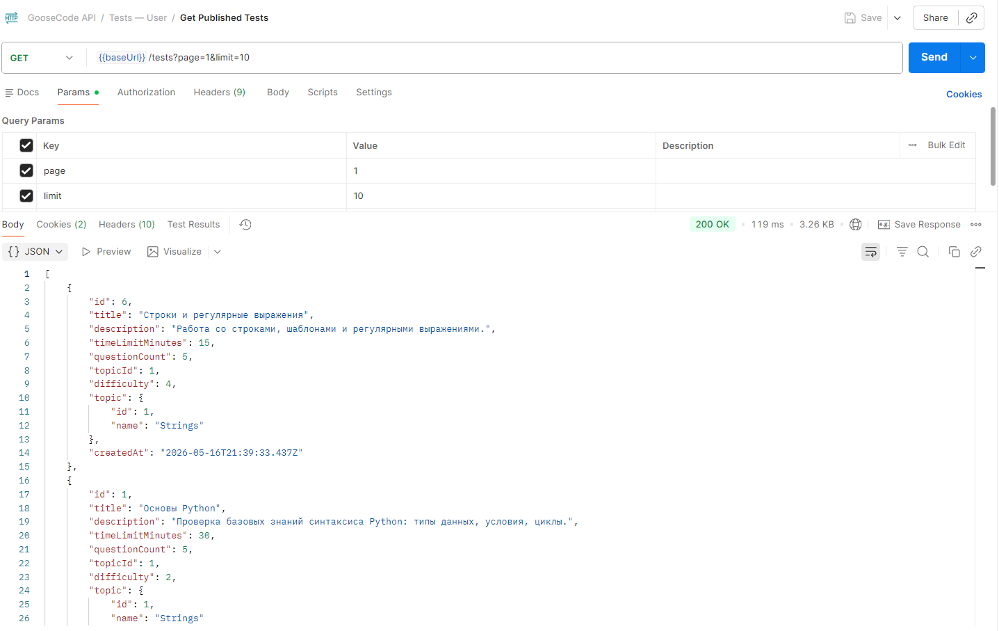 HTTP GooseCode API / Tests — User / Get Published Tests Save Share
GET {{baseUrl}} /tests?page=1&limit=10 Send
Docs Params Authorization Headers (9) Body Scripts Settings Cookies
Query Params
Key Value Description Bulk Edit
page 1
limit 10
Body Cookies (2) Headers (10) Test Results 200 OK 119 ms 3.26 KB e.g. Save Response
{} JSON Preview Visualize
1 [
2 {
3 "id": 6,
4 "title": "Строки и регулярные выражения",
5 "description": "Работа со строками, шаблонами и регулярными выражениями.",
6 "timeLimitMinutes": 15,
7 "questionCount": 5,
8 "topicId": 1,
9 "difficulty": 4,
10 "topic": {
11 "id": 1,
12 "name": "Strings"
13 },
14 "createdAt": "2026-05-16T21:39:33.437Z"
15 },
16 {
17 "id": 1,
18 "title": "Основы Python",
19 "description": "Проверка базовых знаний синтаксиса Python: типы данных, условия, циклы.",
20 "timeLimitMinutes": 30,
21 "questionCount": 5,
22 "topicId": 1,
23 "difficulty": 2,
24 "topic": {
25 "id": 1,
26 "name": "Strings"